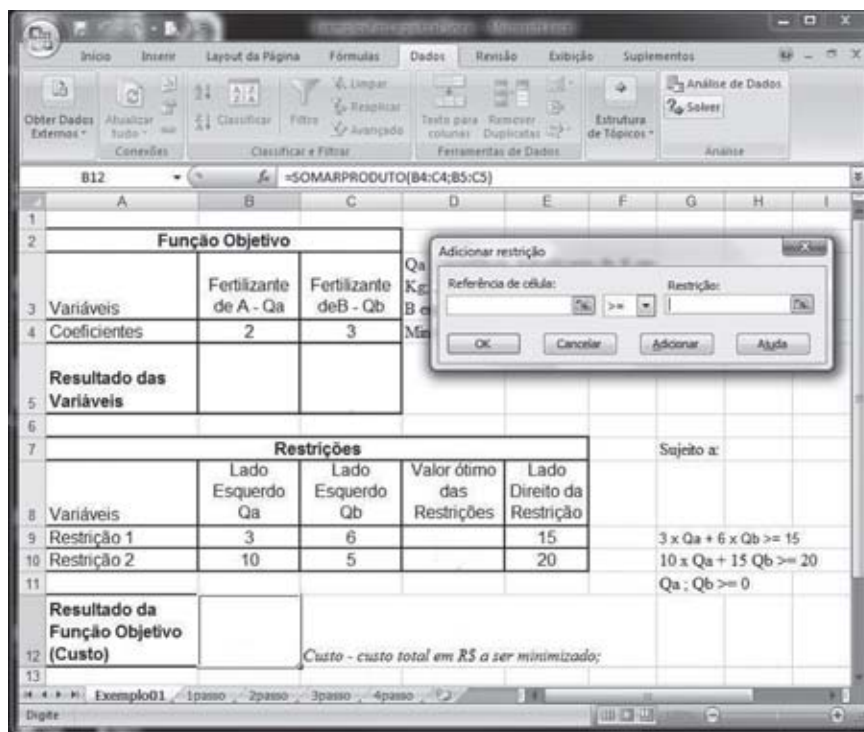 Início Inserir Layout da Página Fórmulas Dados Revisão Exibição Suplementos
Obter Dados Externos
Atualizar tudo
Conexões
Classificar
Filtro
Limpar
Reaplicar
Avançado
Classificar e Filtrar
Texto para colunas
Remover Duplicatas
Ferramentas de Dados
Estrutura de Tópicos
Análise de Dados
Solver
Análise
B12 =SOMARPRODUTO(B4:C4;B5:C5)
A B C D E F G H I
1
2 Função Objetivo
3 Variáveis Fertilizante de A - Qa Fertilizante deB - Qb
Qa
Kg
B e
4 Coeficientes 2 3 Min
5 Resultado das Variáveis
Adicionar restrição
Referência de célula: Restrição:
>=
OK Cancelar Adicionar Ajuda
6
7 Restrições Sujeito a:
8 Variáveis Lado Esquerdo Qa Lado Esquerdo Qb Valor ótimo das Restrições Lado Direito da Restrição
9 Restrição 1 3 6 15 3 x Qa + 6 x Qb >= 15
10 Restrição 2 10 5 20 10 x Qa + 15 Qb >= 20
11 Qa ; Qb >= 0
12 Resultado da Função Objetivo (Custo) Custo - custo total em R$ a ser minimizado;
13
Exemplo01 1passo 2passo 3passo 4passo
Digite